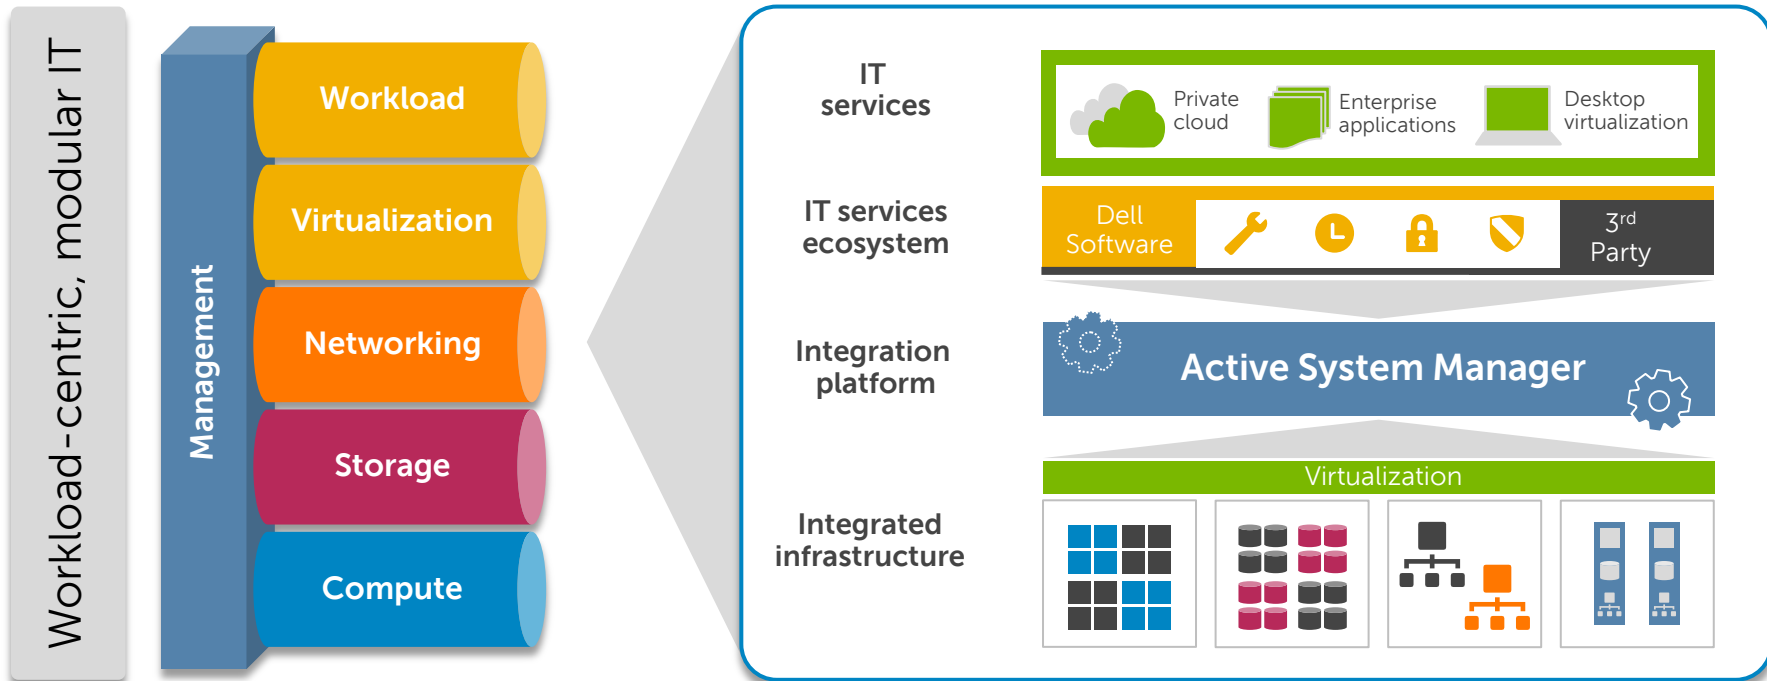 Workload-centric, modular IT
Management
Workload
Virtualization
Networking
Storage
Compute
IT
services
Private
cloud
Enterprise
applications
Desktop
virtualization
IT services
ecosystem
Dell
Software
3rd
Party
Integration
platform
Active System Manager
Integrated
infrastructure
Virtualization